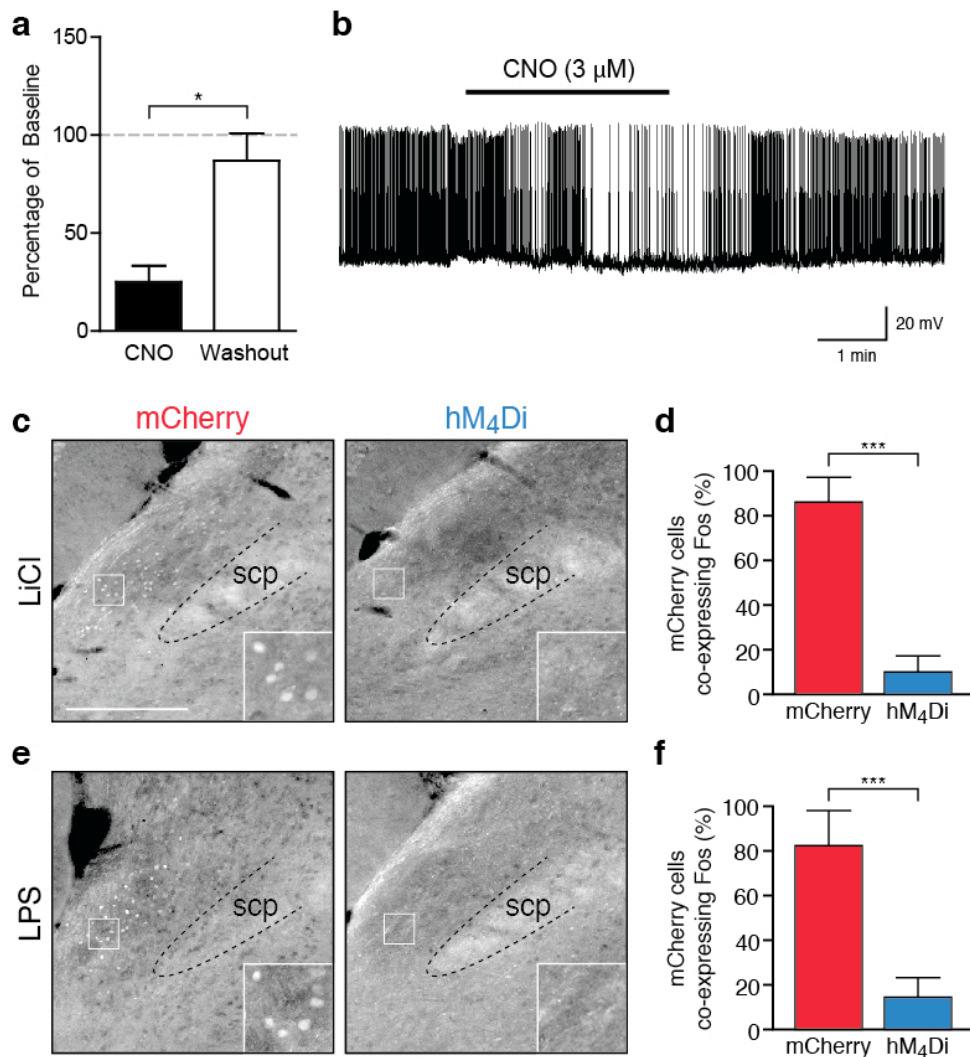 a
150
100
50
0
Percentage of Baseline
*
CNO
Washout
b
CNO (3 µM)
20 mV
1 min
c
mCherry
hM4Di
LiCl
scp
scp
d
***
100
80
60
40
20
0
mCherry cells
co-expressing Fos (%)
mCherry
hM4Di
e
LPS
scp
scp
f
***
100
80
60
40
20
0
mCherry cells
co-expressing Fos (%)
mCherry
hM4Di